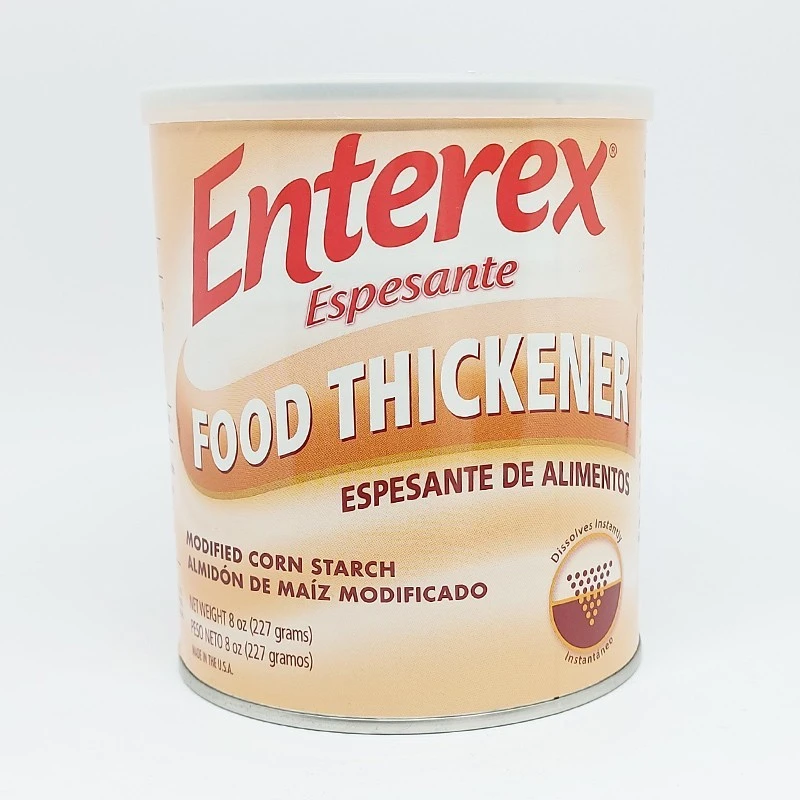 Enterex®
Espesante
FOOD THICKENER
ESPESANTE DE ALIMENTOS
MODIFIED CORN STARCH
ALMIDÓN DE MAÍZ MODIFICADO
NET WEIGHT 8 oz (227 grams)
PESO NETO 8 oz (227 gramos)
MADE IN THE U.S.A.
Dissolves Instantly
Instantáneo